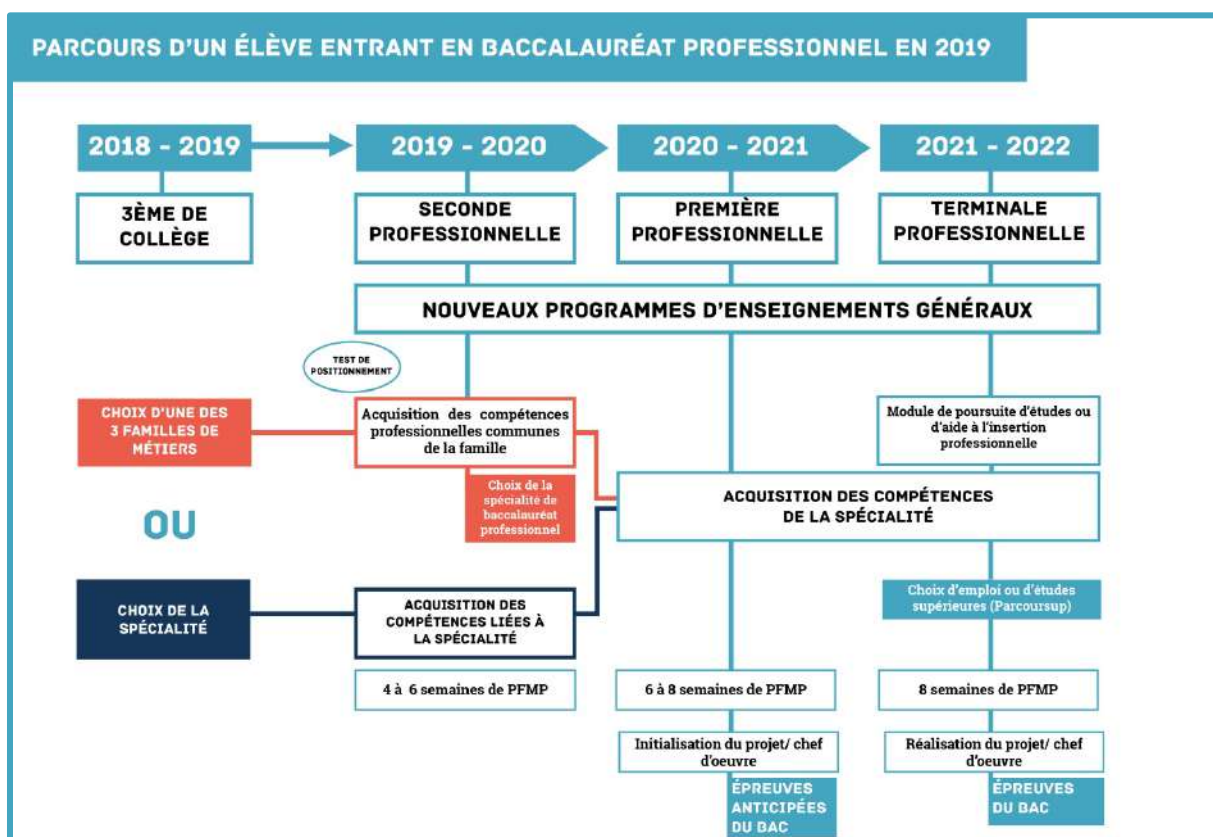 PARCOURS D'UN ÉLÈVE ENTRANT EN BACCALAURÉAT PROFESSIONNEL EN 2019
2018 - 2019
2019 - 2020
2020 - 2021
2021 - 2022
3ÈME DE
COLLÈGE
SECONDE
PROFESSIONNELLE
PREMIÈRE
PROFESSIONNELLE
TERMINALE
PROFESSIONNELLE
NOUVEAUX PROGRAMMES D'ENSEIGNEMENTS GÉNÉRAUX
TEST DE
POSITIONNEMENT
CHOIX D'UNE DES
3 FAMILLES DE
MÉTIERS
Acquisition des compétences
professionnelles communes
de la famille
Module de poursuite d'études ou
d'aide à l'insertion
professionnelle
Choix de la
spécialité de
baccalauéat
professionnel
ACQUISITION DES COMPÉTENCES
DE LA SPÉCIALITÉ
OU
CHOIX DE LA
SPÉCIALITÉ
ACQUISITION DES
COMPÉTENCES LIÉES À
LA SPÉCIALITÉ
Choix d'emploi ou d'études
supérieures (Parcoursup)
4 à 6 semaines de PFMP
6 à 8 semaines de PFMP
8 semaines de PFMP
Initialisation du projet/ chef
d'oeuvre
Réalisation du projet/ chef
d'oeuvre
ÉPREUVES
ANTICIPÉES
DU BAC
ÉPREUVES
DU BAC